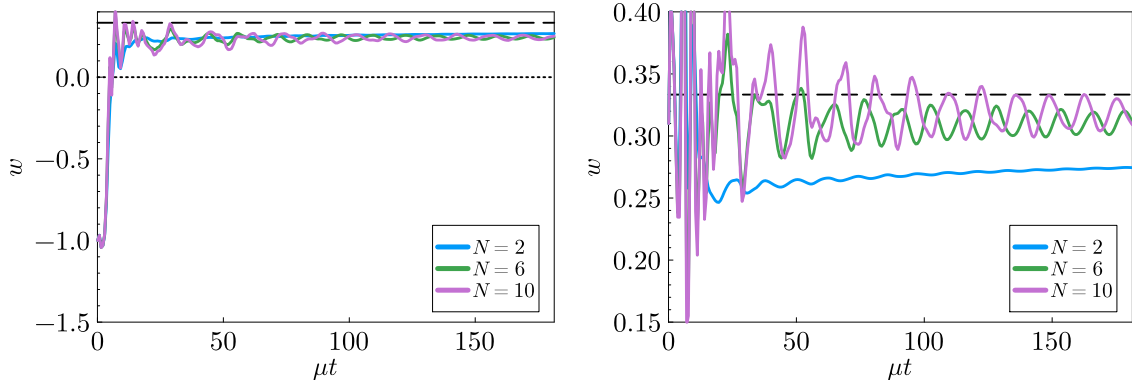 w
0.0
−0.5
−1.0
−1.5
0 50 100 150
μt
N = 2
N = 6
N = 10
w
0.40
0.35
0.30
0.25
0.20
0.15
0 50 100 150
μt
N = 2
N = 6
N = 10